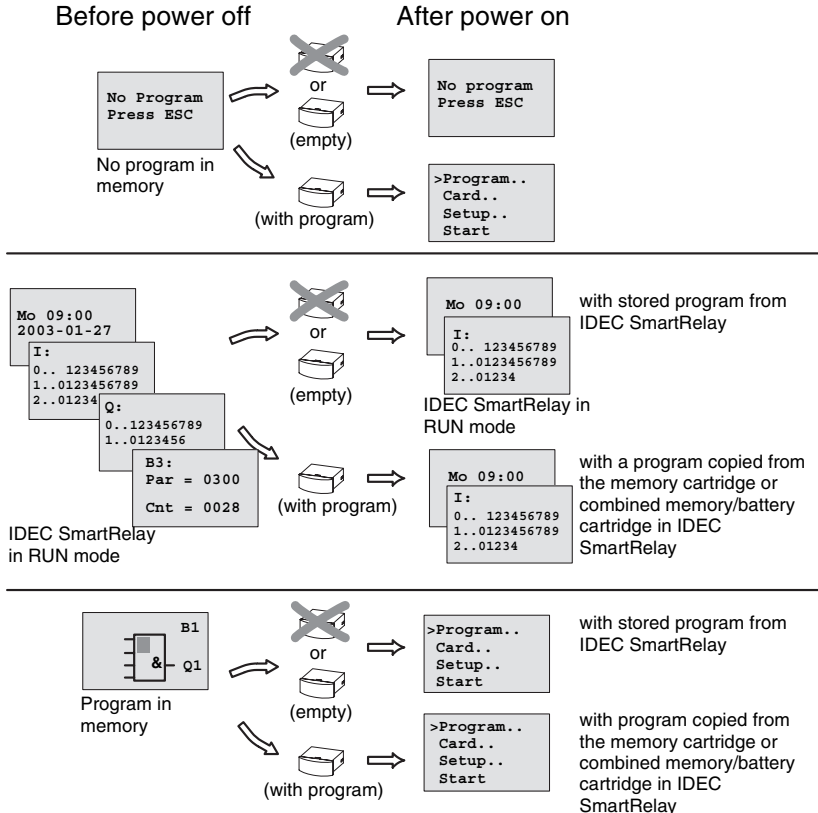 Before power off
After power on
No Program
Press ESC
No program in
memory
or
(empty)
No program
Press ESC
(with program)
>Program..
Card..
Setup..
Start
Mo 09:00
2003-01-27
I:
0.. 123456789
1..0123456789
2..01234
Q:
0..123456789
1..0123456
B3:
Par = 0300
Cnt = 0028
IDEC SmartRelay
in RUN mode
or
(empty)
Mo 09:00
I:
0.. 123456789
1..0123456789
2..01234
IDEC SmartRelay in
RUN mode
with stored program from
IDEC SmartRelay
(with program)
Mo 09:00
I:
0.. 123456789
1..0123456789
2..01234
with a program copied from
the memory cartridge or
combined memory/battery
cartridge in IDEC
SmartRelay
B1
& Q1
Program in
memory
or
(empty)
>Program..
Card..
Setup..
Start
with stored program from
IDEC SmartRelay
(with program)
>Program..
Card..
Setup..
Start
with program copied from
the memory cartridge or
combined memory/battery
cartridge in IDEC
SmartRelay